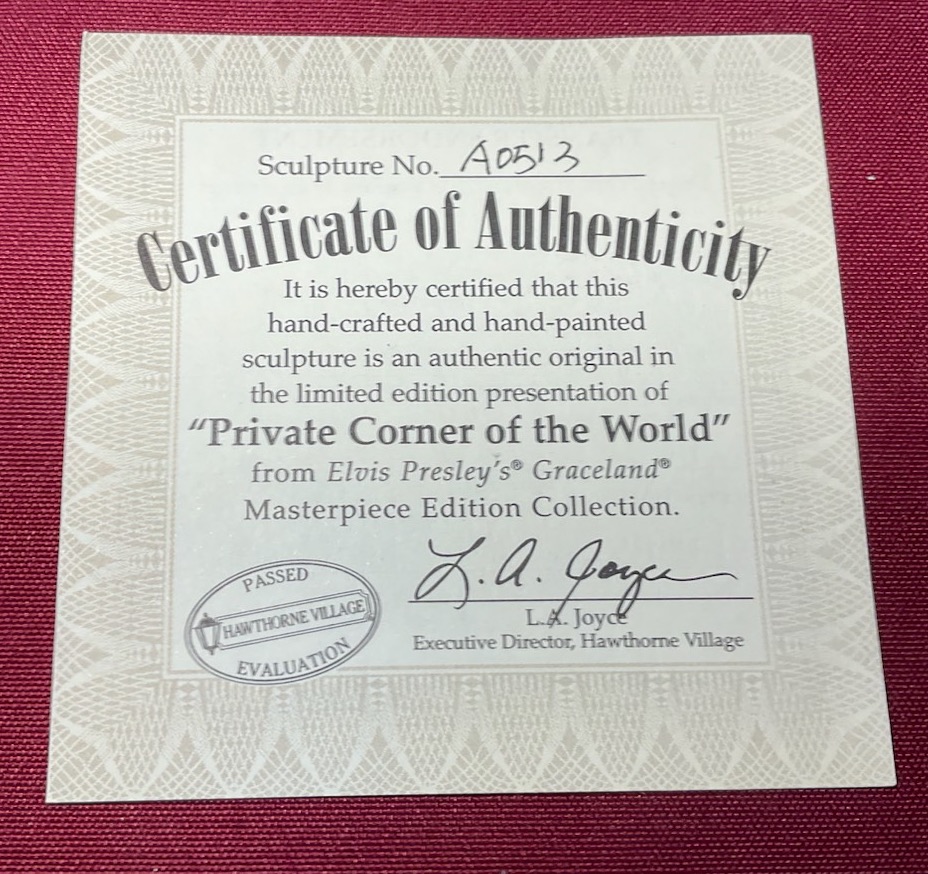 Sculpture No. A0513
Certificate of Authenticity
It is hereby certified that this
hand-crafted and hand-painted
sculpture is an authentic original in
the limited edition presentation of
“Private Corner of the World”
from Elvis Presley’s® Graceland®
Masterpiece Edition Collection.
PASSED
HAWTHORNE VILLAGE
EVALUATION
L. A. Joyce
L.A. Joyce
Executive Director, Hawthorne Village